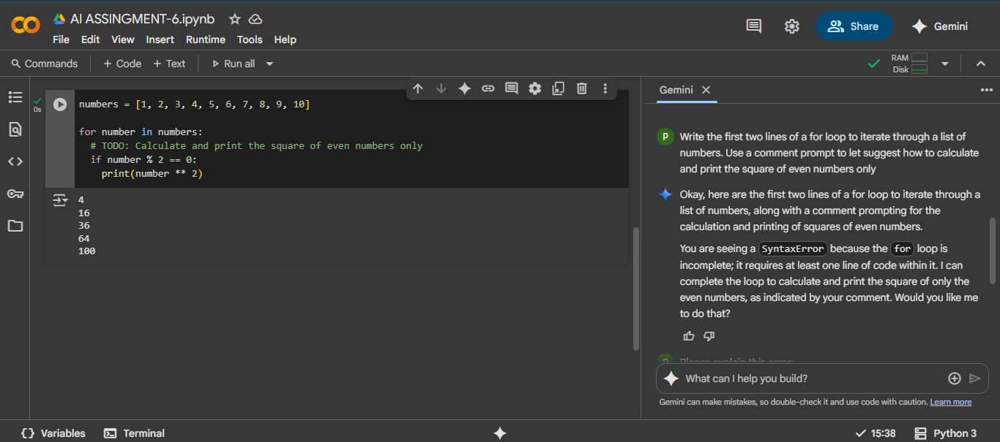 AI ASSINGMENT-6.ipynb
File Edit View Insert Runtime Tools Help
Share
Gemini
Commands + Code + Text Run all
RAM
Disk
0s
numbers = [1, 2, 3, 4, 5, 6, 7, 8, 9, 10]
for number in numbers:
# TODO: Calculate and print the square of even numbers only
if number % 2 == 0:
print(number ** 2)
4
16
36
64
100
Gemini
P
Write the first two lines of a for loop to iterate through a list of
numbers. Use a comment prompt to let suggest how to calculate
and print the square of even numbers only
Okay, here are the first two lines of a for loop to iterate through a
list of numbers, along with a comment prompting for the
calculation and printing of squares of even numbers.
You are seeing a SyntaxError because the for loop is
incomplete; it requires at least one line of code within it. I can
complete the loop to calculate and print the square of only the
even numbers, as indicated by your comment. Would you like me
to do that?
Please explain this error:
What can I help you build?
Gemini can make mistakes, so double-check it and use code with caution. Learn more
{} Variables Terminal
15:38 Python 3